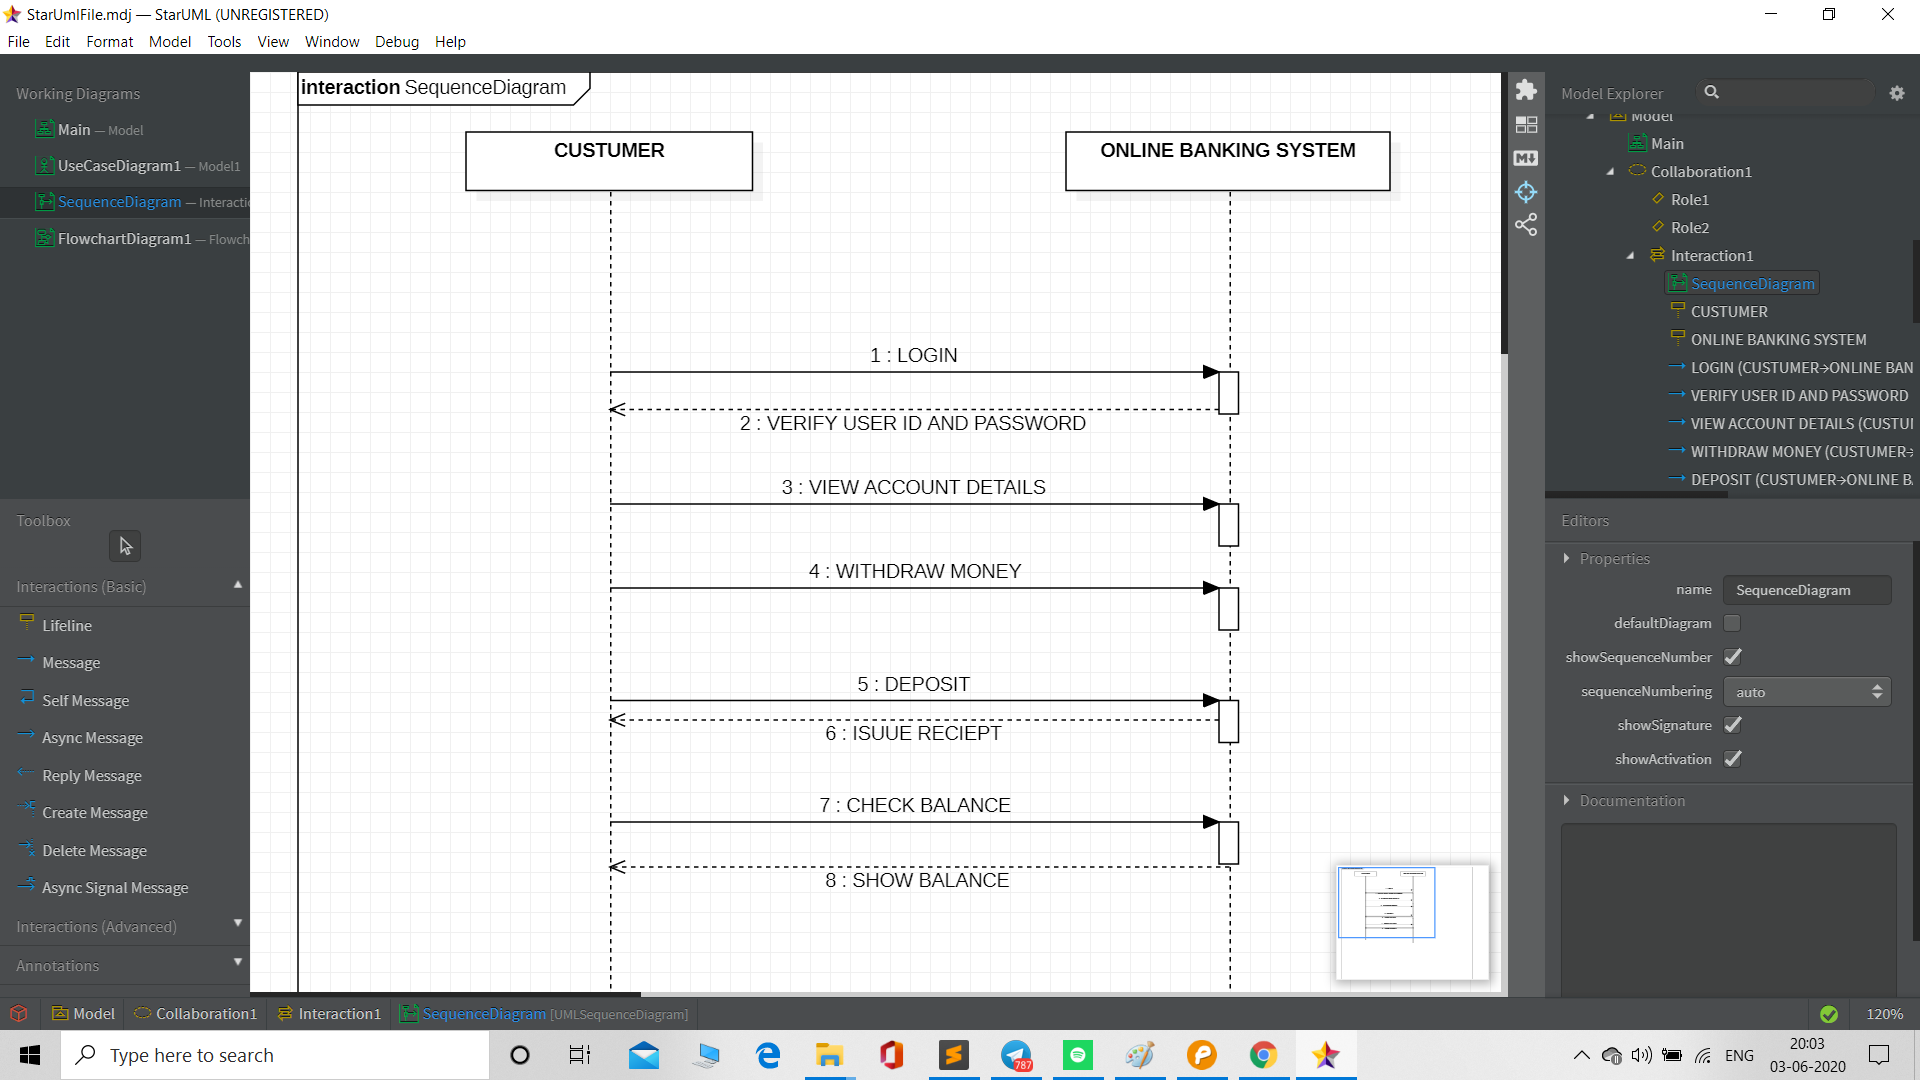 StarUmlFile.mdj — StarUML (UNREGISTERED)
File Edit Format Model Tools View Window Debug Help
Working Diagrams
Main — Model
UseCaseDiagram1 — Model1
SequenceDiagram — Interactio
FlowchartDiagram1 — Flowch
Toolbox
Interactions (Basic)
Lifeline
Message
Self Message
Async Message
Reply Message
Create Message
Delete Message
Async Signal Message
Interactions (Advanced)
Annotations
interaction SequenceDiagram
CUSTUMER
ONLINE BANKING SYSTEM
1 : LOGIN
2 : VERIFY USER ID AND PASSWORD
3 : VIEW ACCOUNT DETAILS
4 : WITHDRAW MONEY
5 : DEPOSIT
6 : ISUUE RECIEPT
7 : CHECK BALANCE
8 : SHOW BALANCE
Model Explorer
Model
Main
Collaboration1
Role1
Role2
Interaction1
SequenceDiagram
CUSTUMER
ONLINE BANKING SYSTEM
LOGIN (CUSTUMER→ONLINE BAN
VERIFY USER ID AND PASSWORD
VIEW ACCOUNT DETAILS (CUSTUI
WITHDRAW MONEY (CUSTUMER→
DEPOSIT (CUSTUMER→ONLINE B
Editors
Properties
name SequenceDiagram
defaultDiagram
showSequenceNumber
sequenceNumbering auto
showSignature
showActivation
Documentation
Model Collaboration1 Interaction1 SequenceDiagram [UMLSequenceDiagram]
120%
Type here to search
787
ENG
20:03
03-06-2020